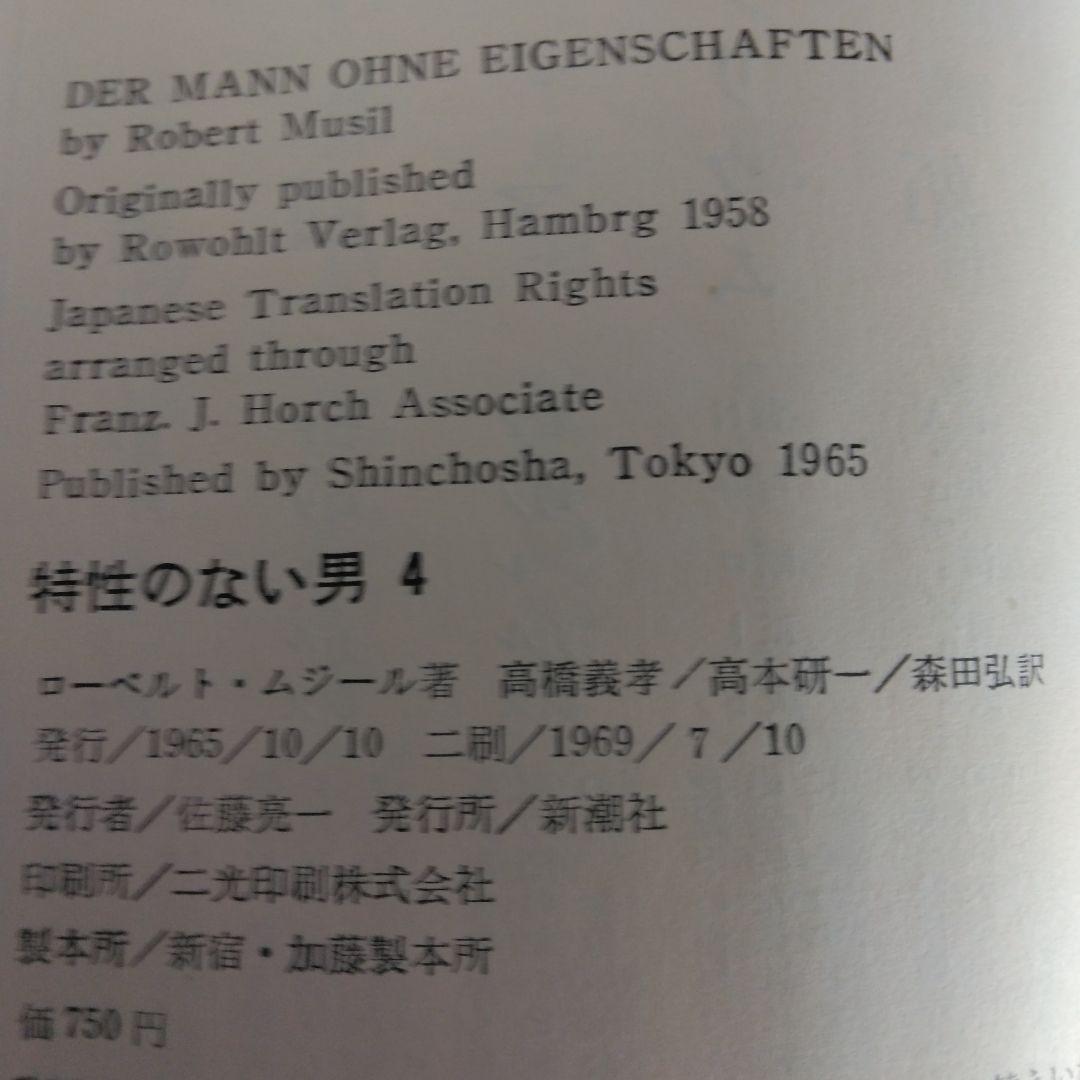 DER MANN OHNE EIGENSCHAFTEN
by Robert Musil
Originally published
by Rowohlt Verlag, Hambrg 1958
Japanese Translation Rights
arranged through
Franz. J. Horch Associate
Published by Shinchosha, Tokyo 1965
特性のない男 4
ローベルト・ムジール著 高橋義孝／高本研一／森田弘訳
発行／1965／10／10 二刷／1969／7／10
発行者／佐藤亮一 発行所／新潮社
印刷所／二光印刷株式会社
製本所／新宿・加藤製本所
価750円